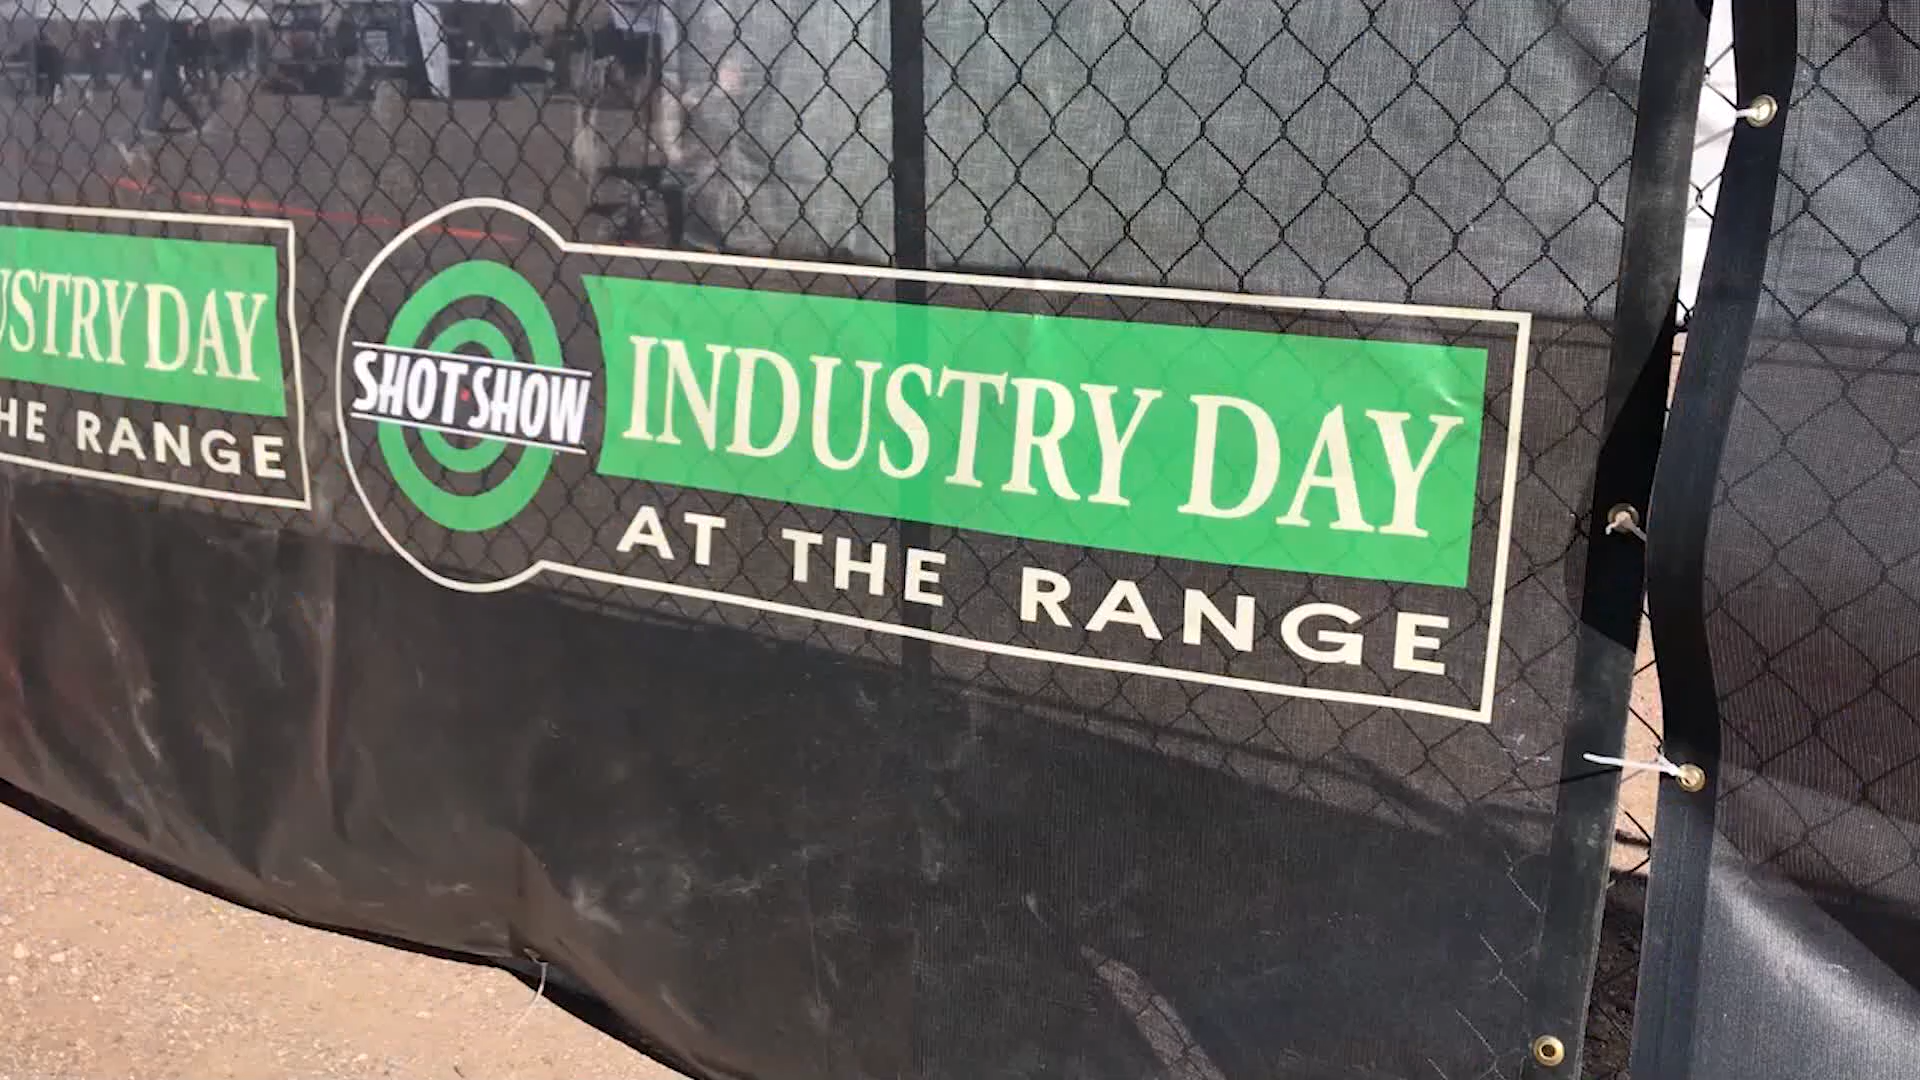 USTRY DAY
HE RANGE
SHOT·SHOW
INDUSTRY DAY
AT THE RANGE